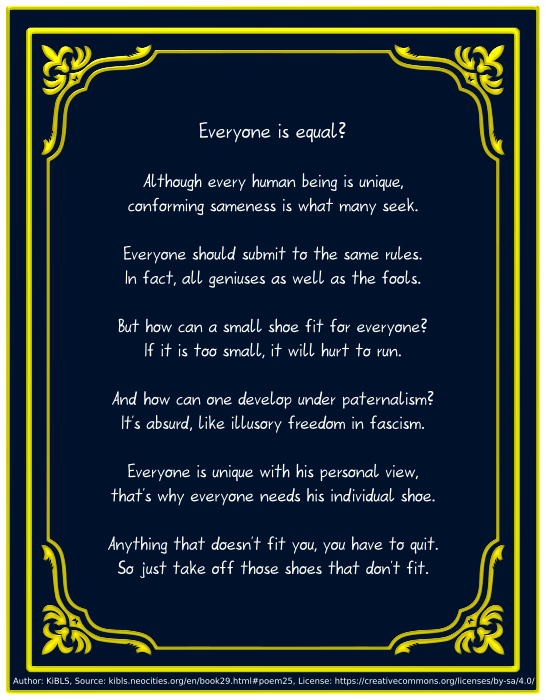 Everyone is equal?
Although every human being is unique,
conforming sameness is what many seek.
Everyone should submit to the same rules.
In fact, all geniuses as well as the fools.
But how can a small shoe fit for everyone?
If it is too small, it will hurt to run.
And how can one develop under paternalism?
It's absurd, like illusory freedom in fascism.
Everyone is unique with his personal view,
that's why everyone needs his individual shoe.
Anything that doesn't fit you, you have to quit.
So just take off those shoes that don't fit.
Author: KiBLS, Source: kibls.neocities.org/en/book29.html#poem25, License: https://creativecommons.org/licenses/by-sa/4.0/